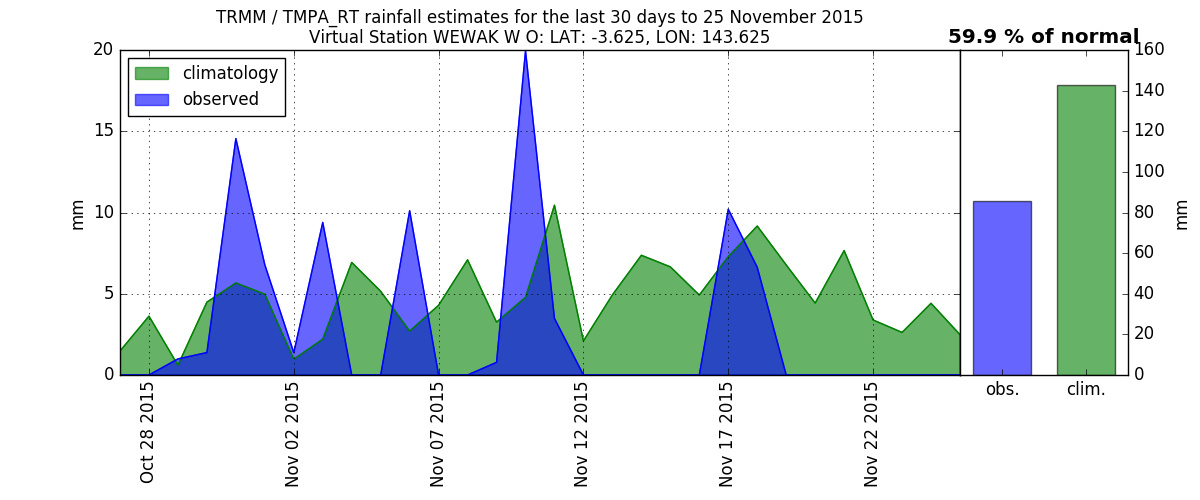 TRMM / TMPA_RT rainfall estimates for the last 30 days to 25 November 2015
Virtual Station WEWAK W O: LAT: -3.625, LON: 143.625
59.9 % of normal
climatology
observed
20
15
10
5
0
mm
Oct 28 2015
Nov 02 2015
Nov 07 2015
Nov 12 2015
Nov 17 2015
Nov 22 2015
160
140
120
100
80
60
40
20
0
mm
obs.
clim.